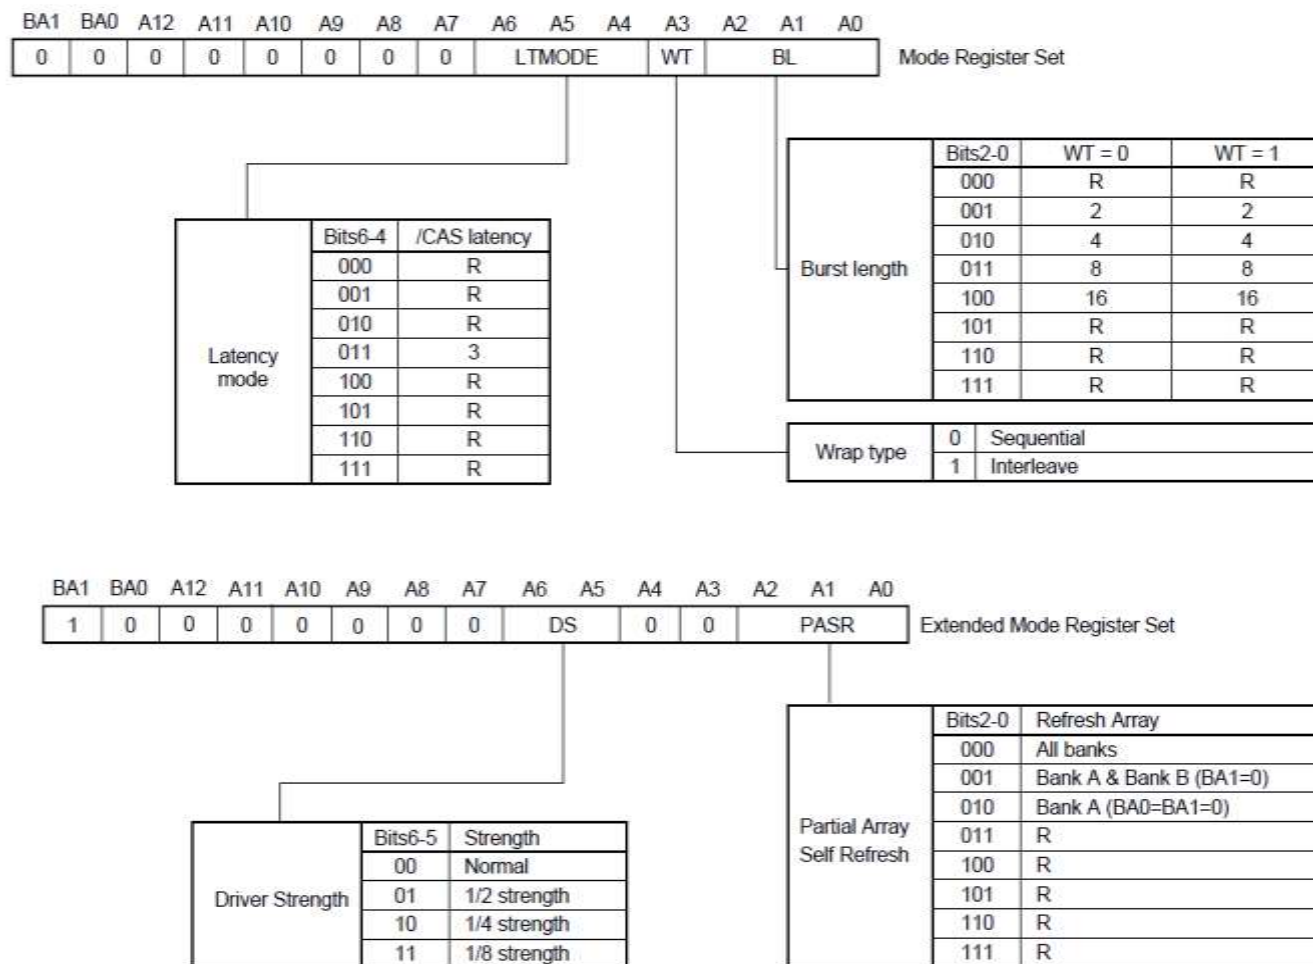 BA1 BA0 A12 A11 A10 A9 A8 A7 A6 A5 A4 A3 A2 A1 A0
0 0 0 0 0 0 0 0 LTMODE WT BL Mode Register Set
Bits2-0 WT = 0 WT = 1
000 R R
001 2 2
010 4 4
Burst length 011 8 8
100 16 16
101 R R
110 R R
111 R R
Bits6-4 /CAS latency
000 R
001 R
010 R
Latency mode 011 3
100 R
101 R
110 R
111 R
Wrap type 0 Sequential
1 Interleave
BA1 BA0 A12 A11 A10 A9 A8 A7 A6 A5 A4 A3 A2 A1 A0
1 0 0 0 0 0 0 0 DS 0 0 PASR Extended Mode Register Set
Bits2-0 Refresh Array
000 All banks
001 Bank A & Bank B (BA1=0)
010 Bank A (BA0=BA1=0)
Partial Array Self Refresh 011 R
100 R
101 R
110 R
111 R
Bits6-5 Strength
00 Normal
Driver Strength 01 1/2 strength
10 1/4 strength
11 1/8 strength